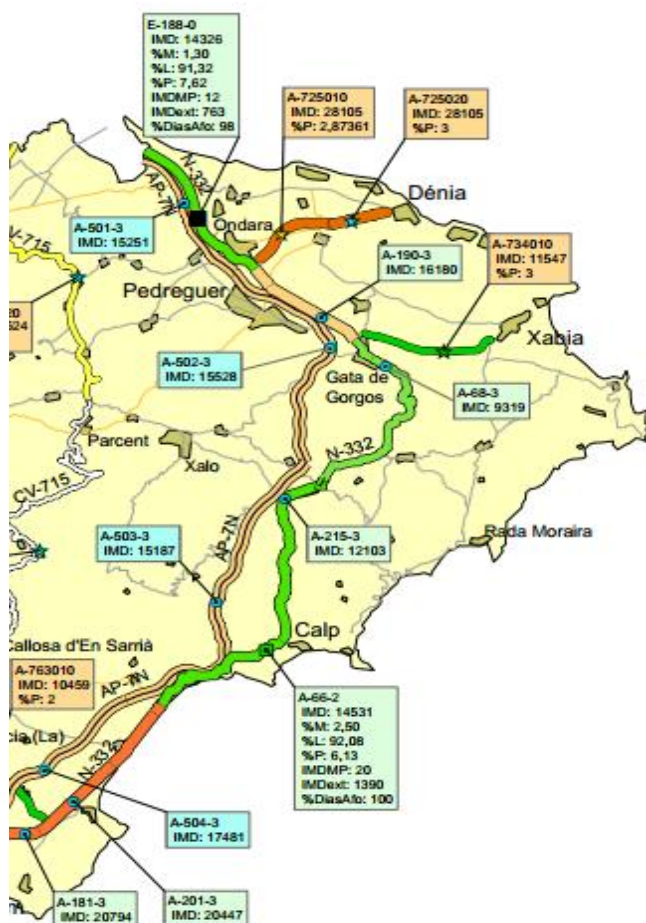 E-188-0
IMD: 14326
%M: 1,30
%L: 91,32
%P: 7,62
IMDMP: 12
IMDext: 763
%DiasAfo: 98
A-725010
IMD: 28105
%P: 2,87361
A-725020
IMD: 28105
%P: 3
N-332
AP-7N
Dénia
A-501-3
IMD: 15251
Ondara
V-715
A-190-3
IMD: 16180
A-734010
IMD: 11547
%P: 3
Pedreguer
20
524
Xabia
A-502-3
IMD: 15528
Gata de
Gorgos
A-68-3
IMD: 9319
Parcent
Xalo
N-332
CV-715
AP-7N
A-503-3
IMD: 15187
A-215-3
IMD: 12103
Rada Moraira
Calp
Callosa d'En Sarrià
A-763010
IMD: 10459
%P: 2
AP-7N
A-66-2
IMD: 14531
%M: 2,50
%L: 92,08
%P: 6,13
IMDMP: 20
IMDext: 1390
%DiasAfo: 100
cia (La)
N-332
A-504-3
IMD: 17481
A-181-3
IMD: 20794
A-201-3
IMD: 20447